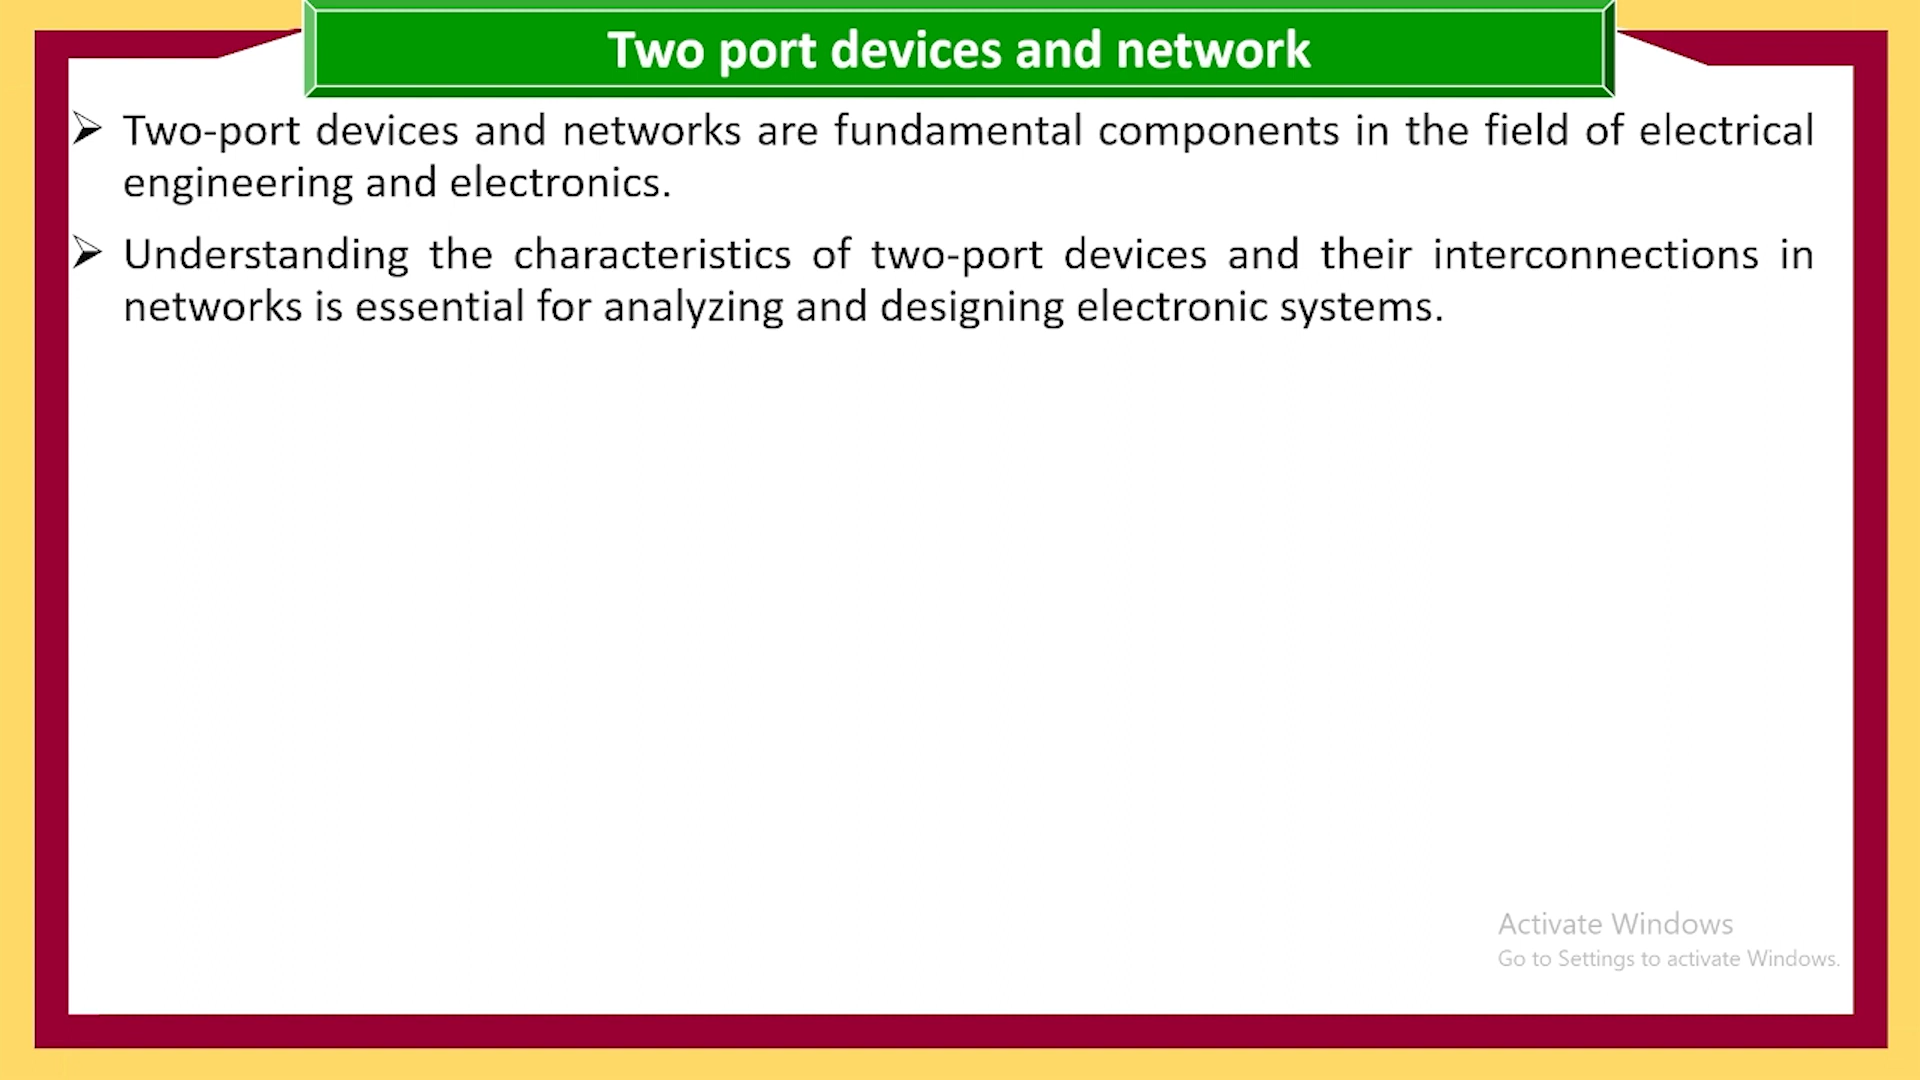 Two port devices and network
Two-port devices and networks are fundamental components in the field of electrical
engineering and electronics.
Understanding the characteristics of two-port devices and their interconnections in
networks is essential for analyzing and designing electronic systems.
Activate Windows
Go to Settings to activate Windows.